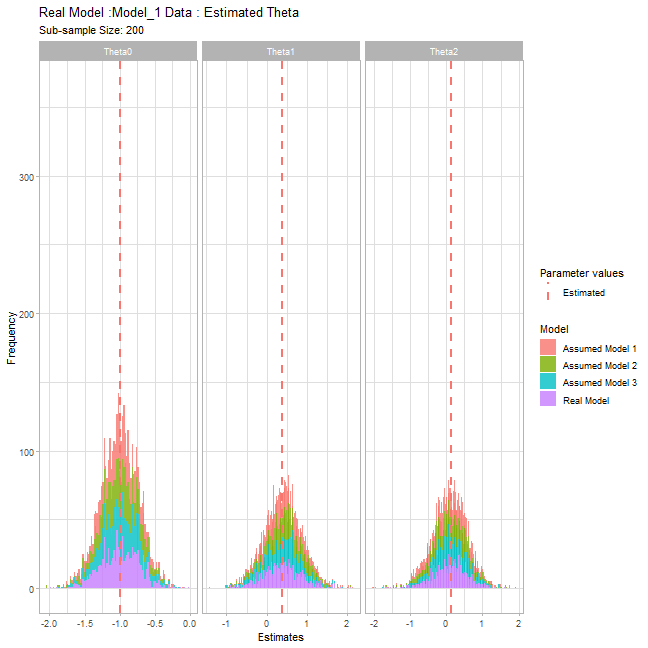 Real Model :Model_1 Data : Estimated Theta
Sub-sample Size: 200
Theta0 Theta1 Theta2
Frequency
300
200
100
0
-2.0 -1.5 -1.0 -0.5 0.0 -1 0 1 2 -2 -1 0 1 2
Estimates
Parameter values
Estimated
Model
Assumed Model 1
Assumed Model 2
Assumed Model 3
Real Model